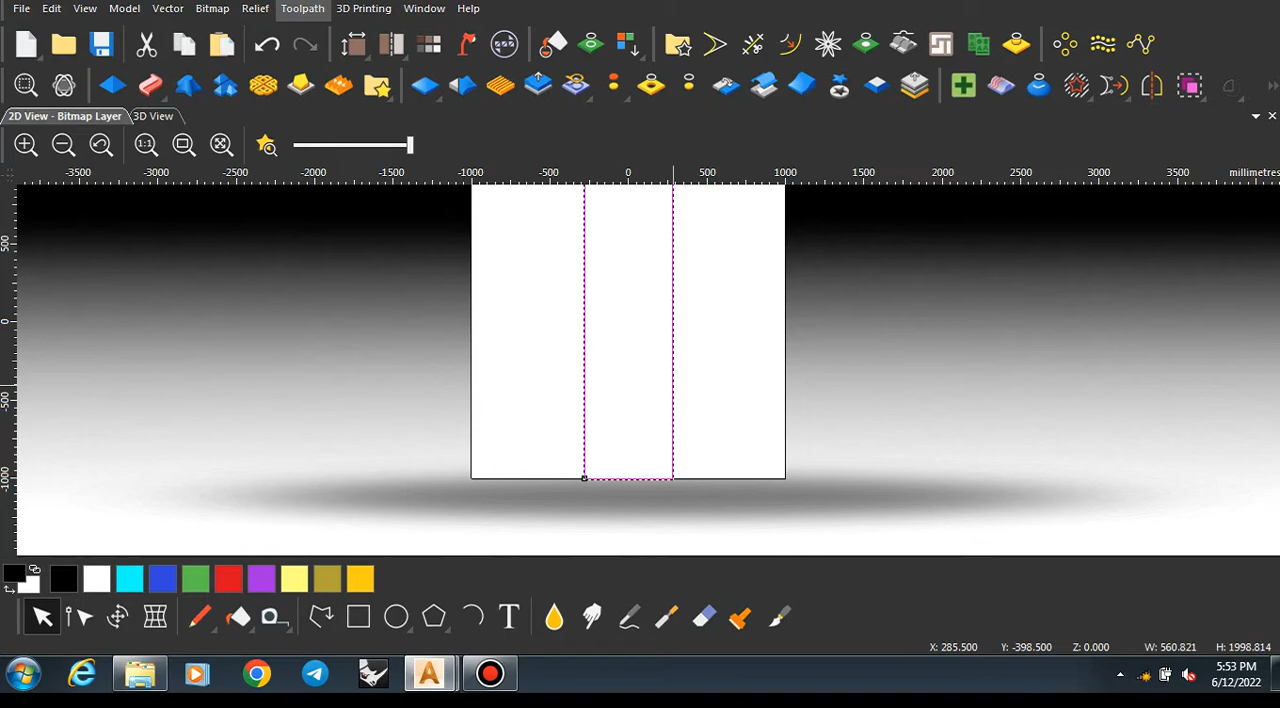 File Edit View Model Vector Bitmap Relief Toolpath 3D Printing Window Help
2D View - Bitmap Layer 3D View
1:1
-3500 -3000 -2500 -2000 -1500 -1000 -500 0 500 1000 1500 2000 2500 3000 3500 millimetres
500
0
-500
-1000
T
X: 285.500 Y: -398.500 Z: 0.000 W: 560.821 H: 1998.814
5:53 PM
6/12/2022